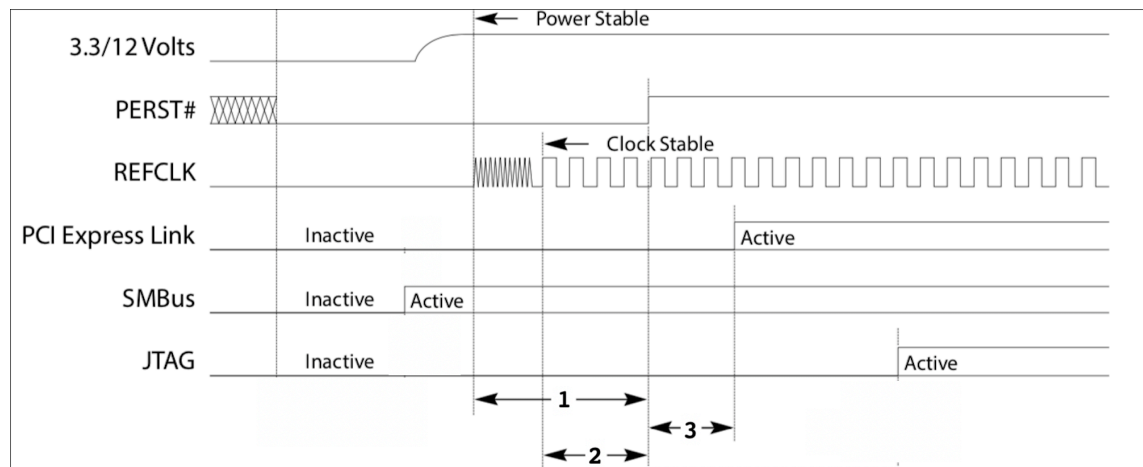 Power Stable
3.3/12 Volts
PERST#
Clock Stable
REFCLK
PCI Express Link
Inactive
Active
SMBus
Inactive
Active
JTAG
Inactive
Active
1
3
2